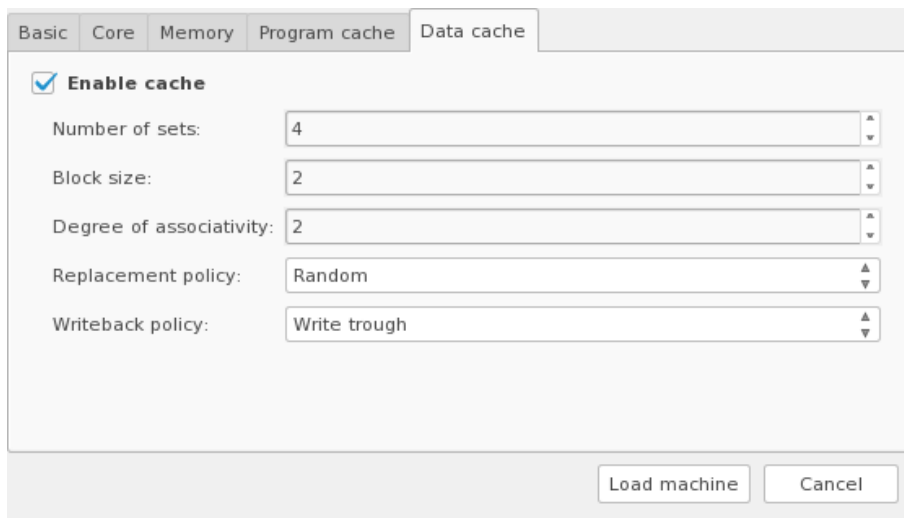 Basic Core Memory Program cache Data cache
Enable cache
Number of sets: 4
Block size: 2
Degree of associativity: 2
Replacement policy: Random
Writeback policy: Write trough
Load machine Cancel